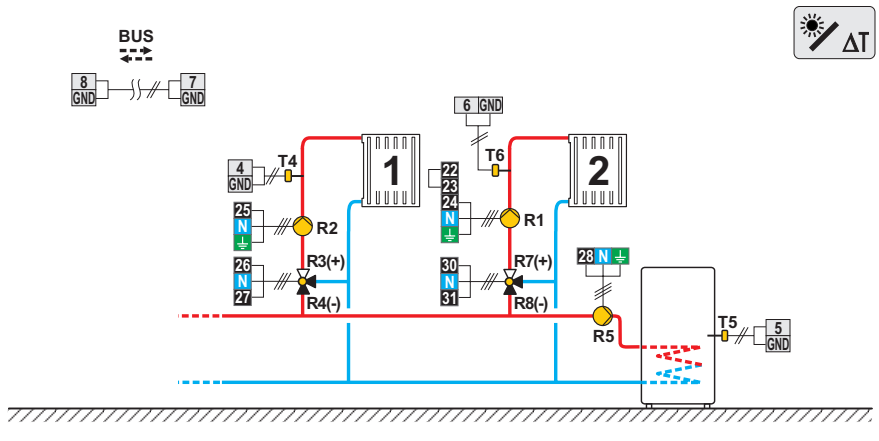 BUS
8
GND
7
GND
ΔT
6 GND
4
GND
T4
1
T6
2
22
23
24
N
25
N
R2
R1
26
N
27
R3(+)
R4(-)
30
N
31
R7(+)
R8(-)
28 N
R5
T5
5
GND